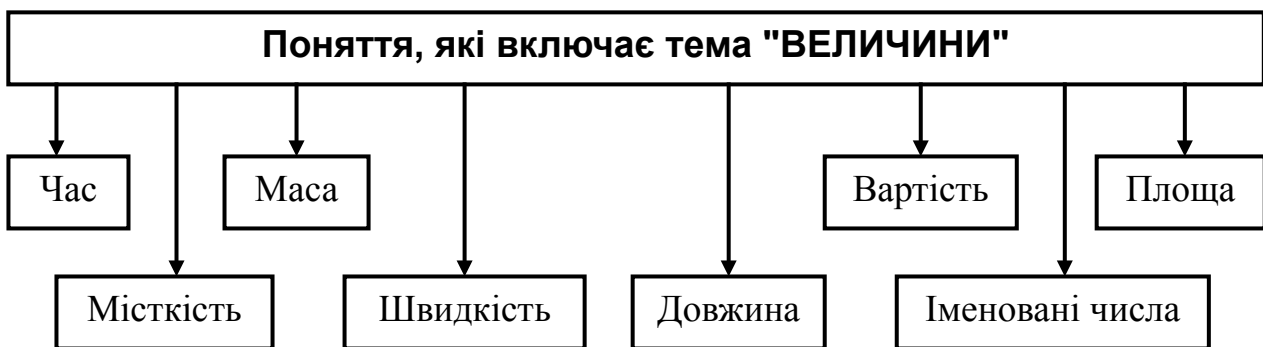 Поняття, які включає тема "ВЕЛИЧИНИ"
Час
Маса
Вартість
Площа
Місткість
Швидкість
Довжина
Іменовані числа